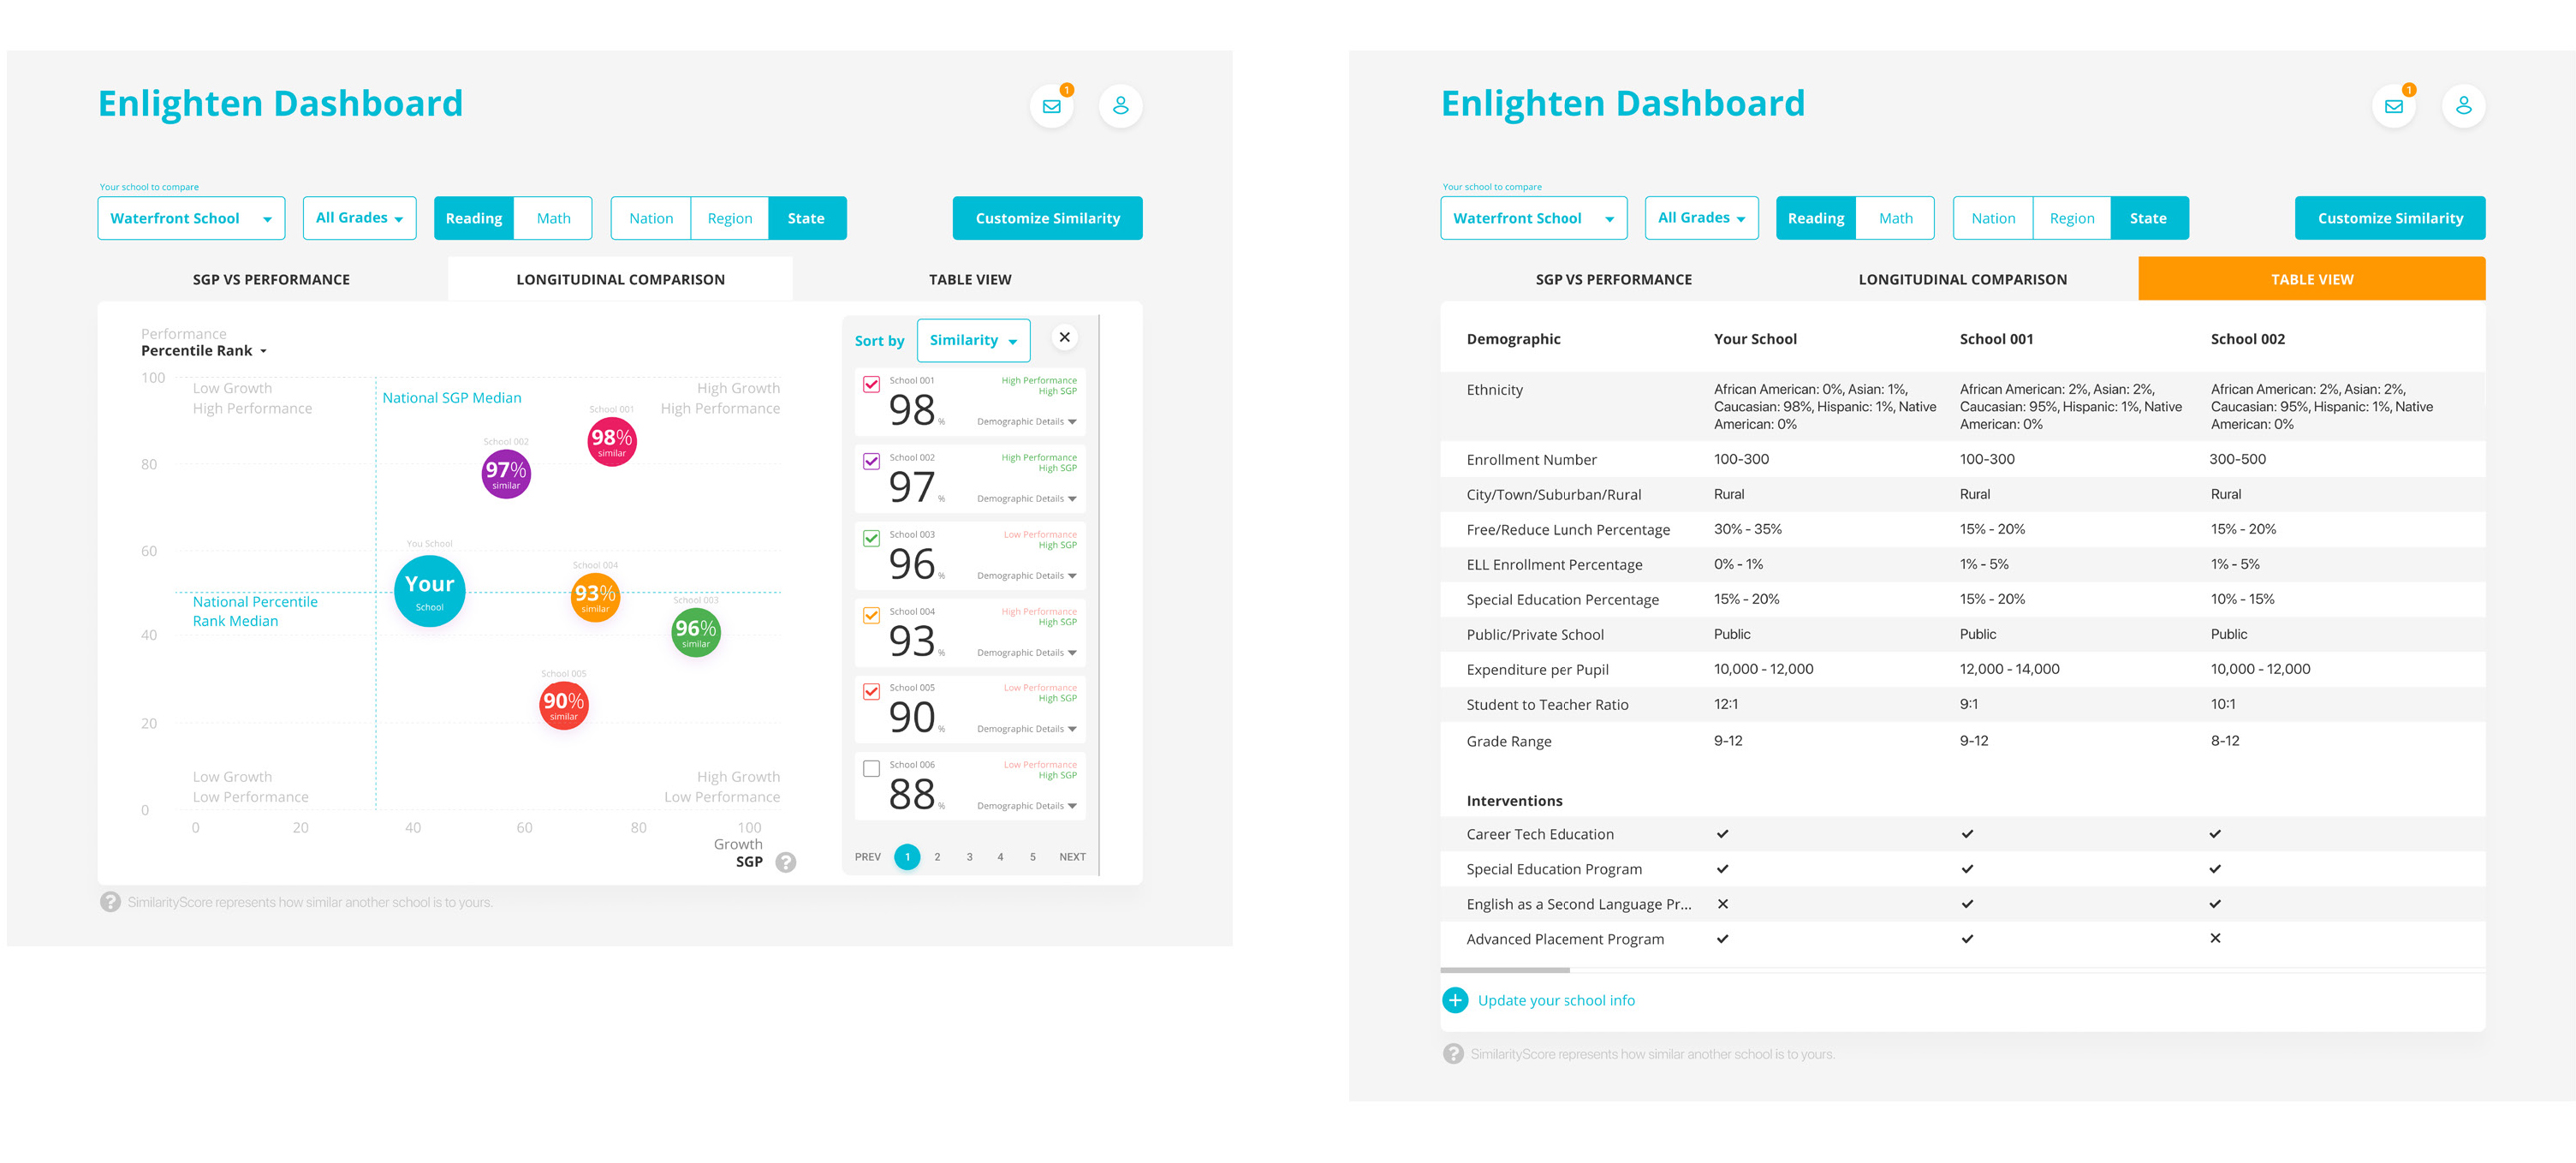 Enlighten Dashboard
1
Your school to compare
Waterfront School
All Grades
Reading
Math
Nation
Region
State
Customize Similarity
SGP VS PERFORMANCE
LONGITUDINAL COMPARISON
TABLE VIEW
Performance
Percentile Rank
100
80
60
40
20
0
Low Growth
High Performance
National SGP Median
High Growth
High Performance
School 001
98%
similar
School 002
97%
similar
You School
Your
School
School 004
93%
similar
School 003
96%
similar
National Percentile
Rank Median
School 005
90%
similar
Low Growth
Low Performance
High Growth
Low Performance
0
20
40
60
80
100
Growth
SGP
?
Sort by
Similarity
School 001
98 %
High Performance
High SGP
Demographic Details
School 002
97 %
High Performance
High SGP
Demographic Details
School 003
96 %
Low Performance
High SGP
Demographic Details
School 004
93 %
High Performance
High SGP
Demographic Details
School 005
90 %
Low Performance
High SGP
Demographic Details
School 006
88 %
Low Performance
High SGP
Demographic Details
PREV 1 2 3 4 5 NEXT
? SimilarityScore represents how similar another school is to yours.
Enlighten Dashboard
1
Your school to compare
Waterfront School
All Grades
Reading
Math
Nation
Region
State
Customize Similarity
SGP VS PERFORMANCE
LONGITUDINAL COMPARISON
TABLE VIEW
Demographic Your School School 001 School 002
Ethnicity
African American: 0%, Asian: 1%,
Caucasian: 98%, Hispanic: 1%, Native
American: 0%
African American: 2%, Asian: 2%,
Caucasian: 95%, Hispanic: 1%, Native
American: 0%
African American: 2%, Asian: 2%,
Caucasian: 95%, Hispanic: 1%, Native
American: 0%
Enrollment Number 100-300 100-300 300-500
City/Town/Suburban/Rural Rural Rural Rural
Free/Reduce Lunch Percentage 30% - 35% 15% - 20% 15% - 20%
ELL Enrollment Percentage 0% - 1% 1% - 5% 1% - 5%
Special Education Percentage 15% - 20% 15% - 20% 10% - 15%
Public/Private School Public Public Public
Expenditure per Pupil 10,000 - 12,000 12,000 - 14,000 10,000 - 12,000
Student to Teacher Ratio 12:1 9:1 10:1
Grade Range 9-12 9-12 8-12
Interventions
Career Tech Education
Special Education Program
English as a Second Language Pr...
Advanced Placement Program
Update your school info
? SimilarityScore represents how similar another school is to yours.